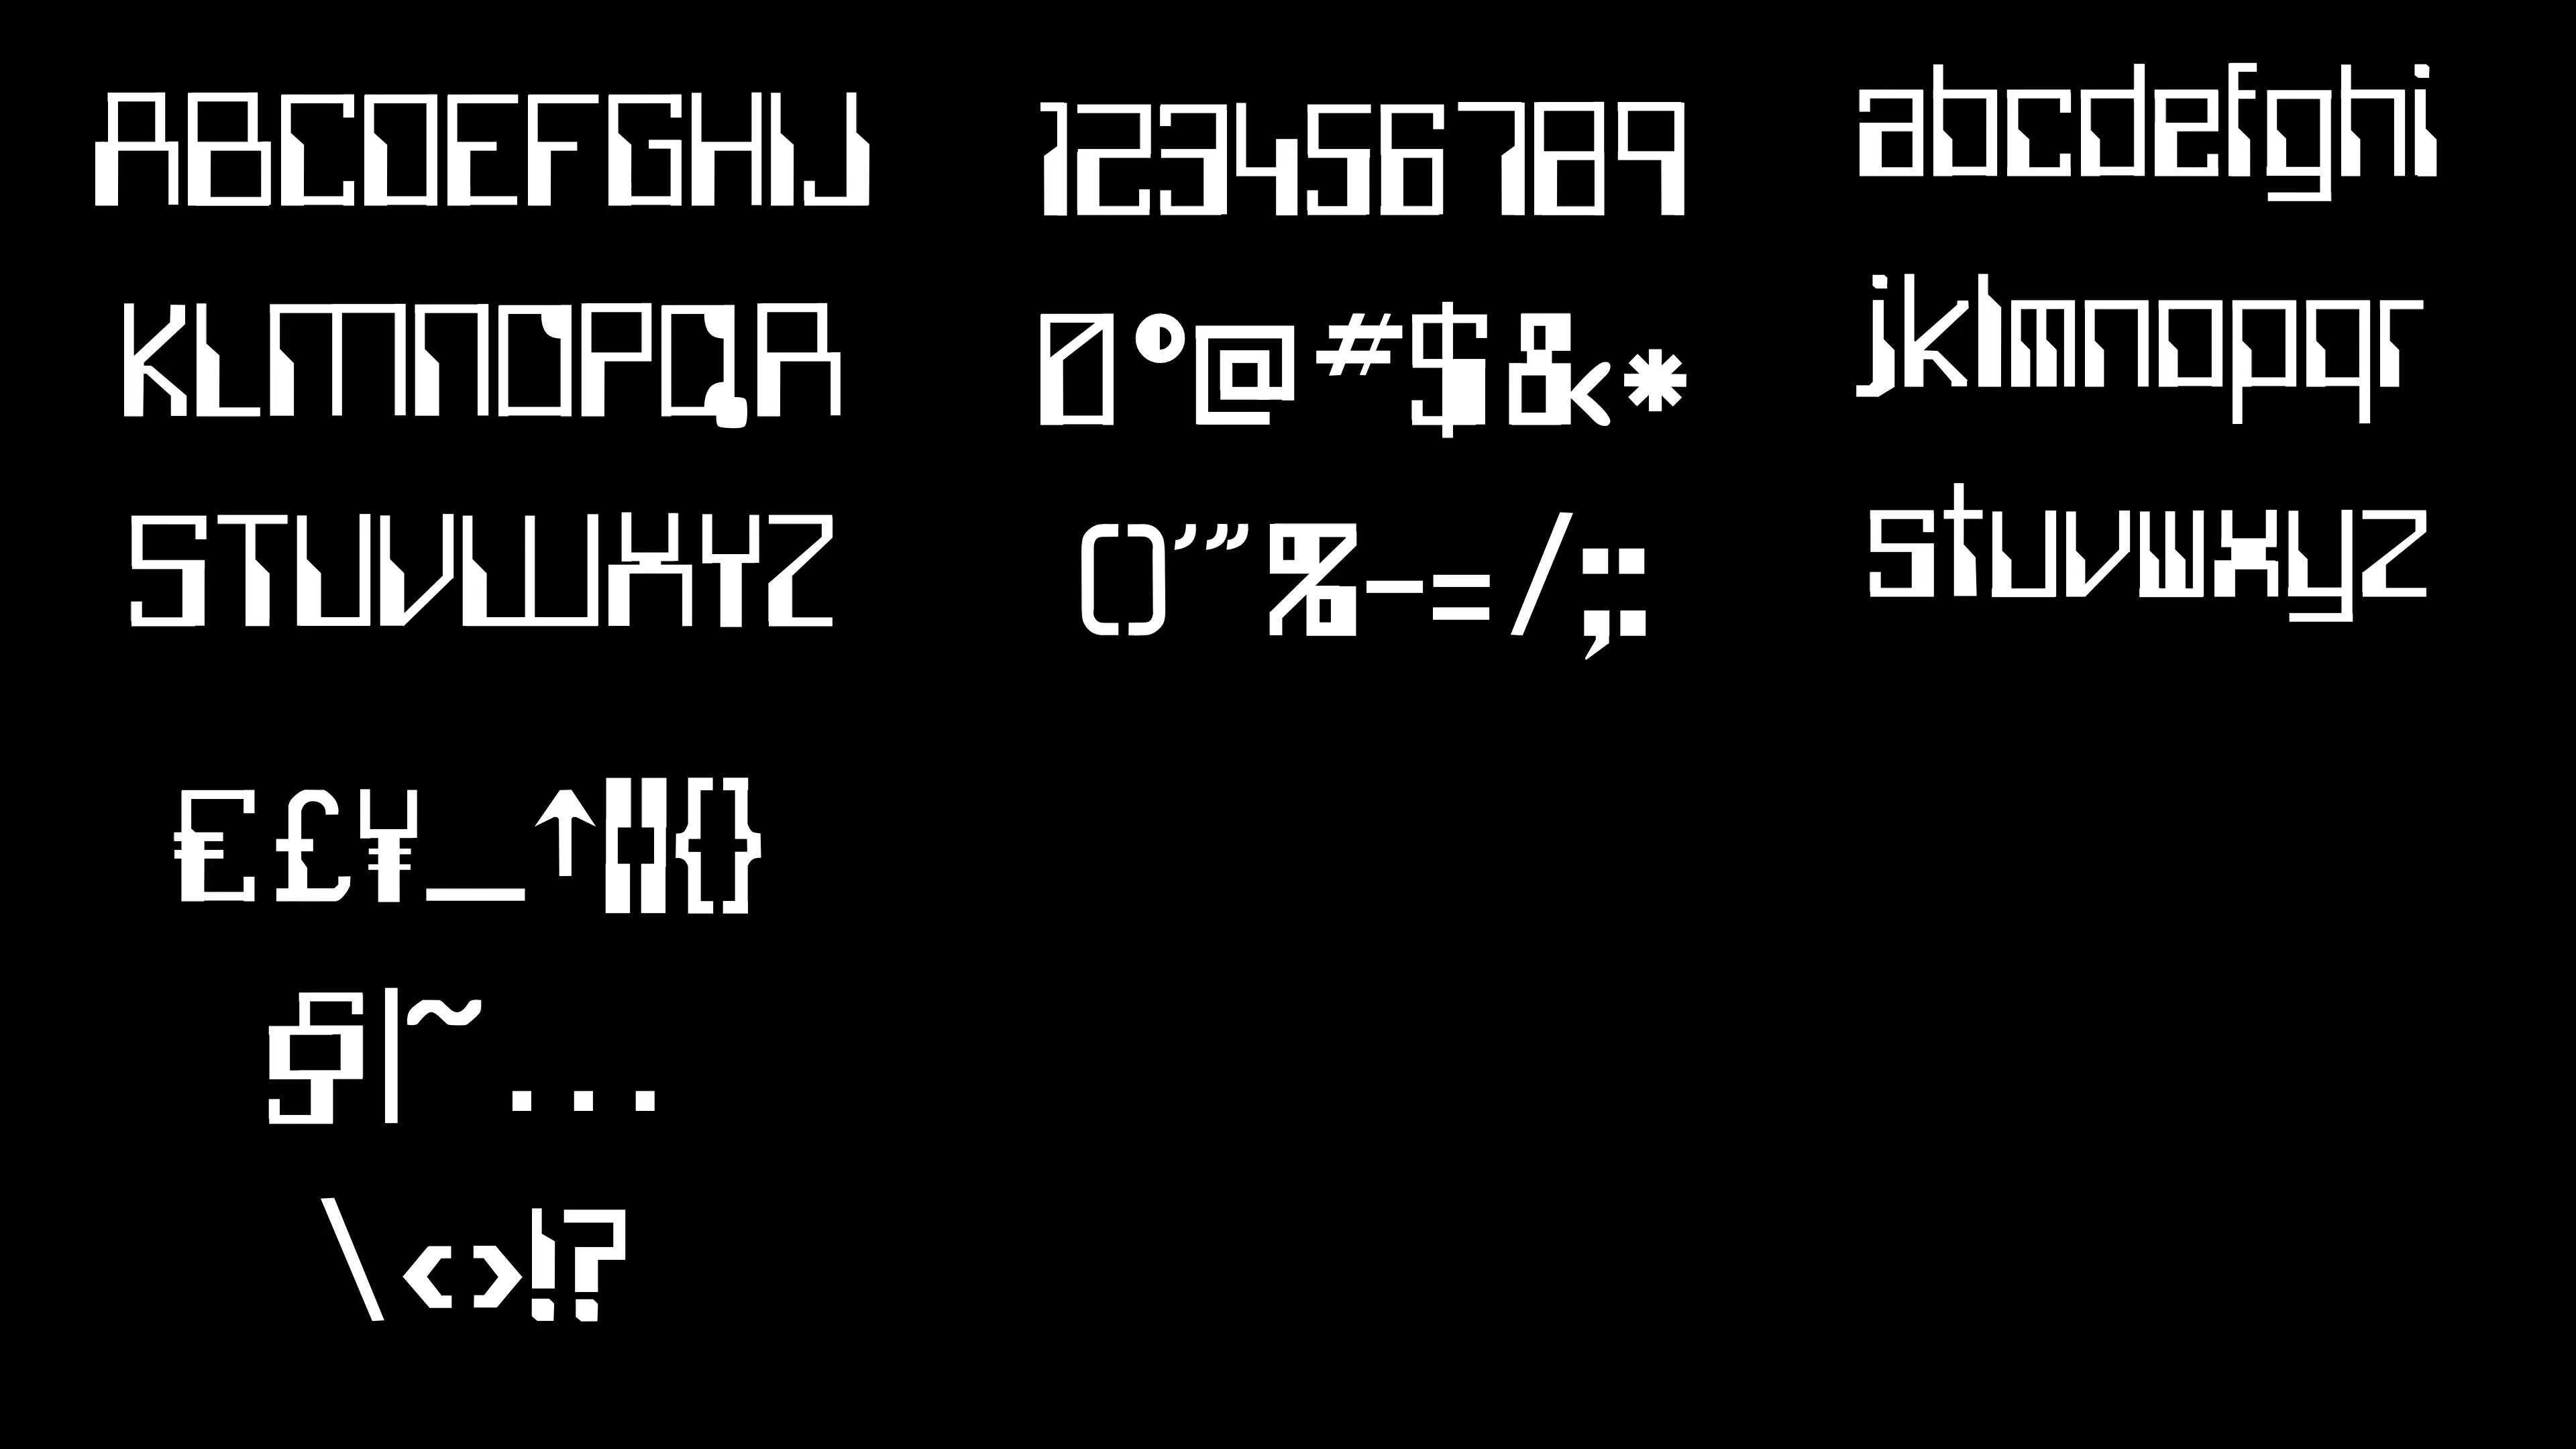 ABCDEFGHIJ
KLMNOPQR
STUVWXYZ
123456789
0°@#$&*
()'"%-=/;:
abcdefghi
jklmnopqr
stuvwxyz
€£¥_↑[]{}
§|~...
\<>!?